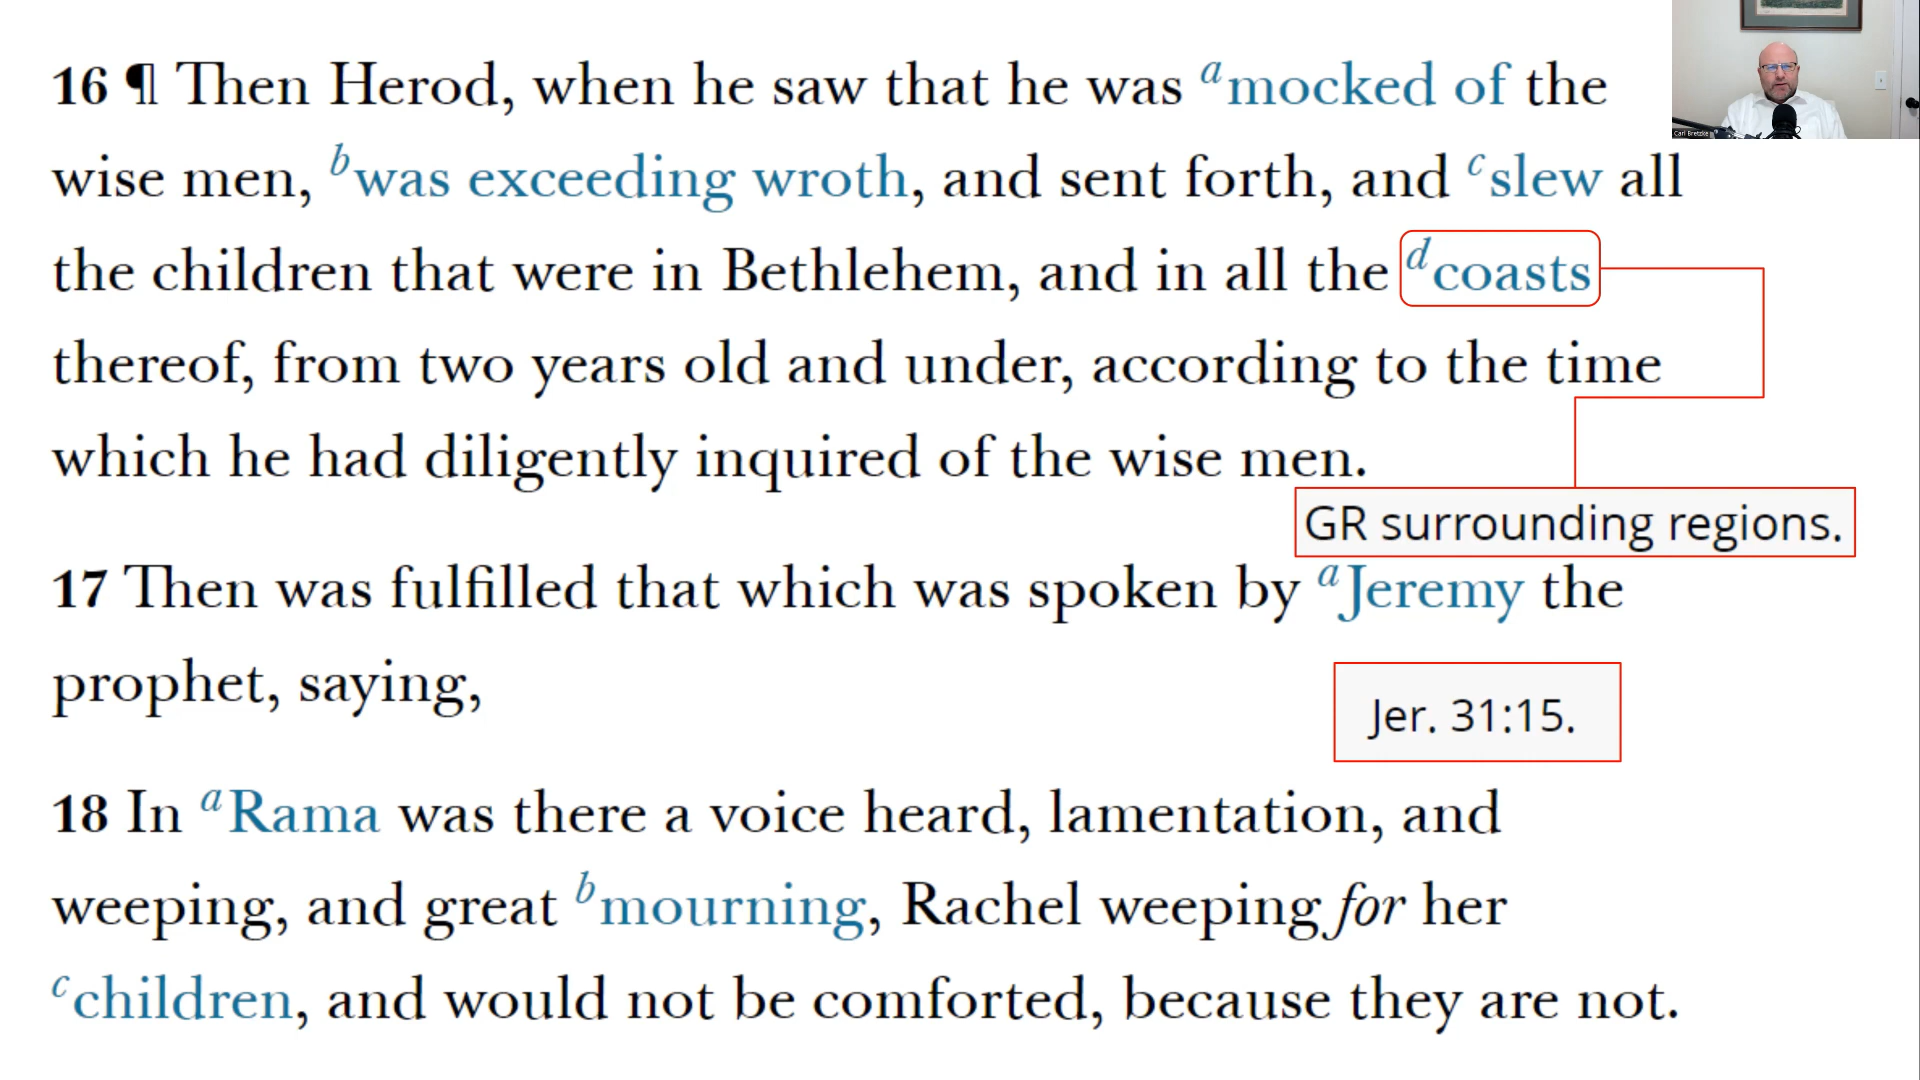 16 ¶ Then Herod, when he saw that he was a mocked of the
wise men, b was exceeding wroth, and sent forth, and c slew all
the children that were in Bethlehem, and in all the d coasts
thereof, from two years old and under, according to the time
which he had diligently inquired of the wise men.
GR surrounding regions.
17 Then was fulfilled that which was spoken by a Jeremy the
prophet, saying,
Jer. 31:15.
18 In a Rama was there a voice heard, lamentation, and
weeping, and great b mourning, Rachel weeping for her
c children, and would not be comforted, because they are not.
Carl Bretzke